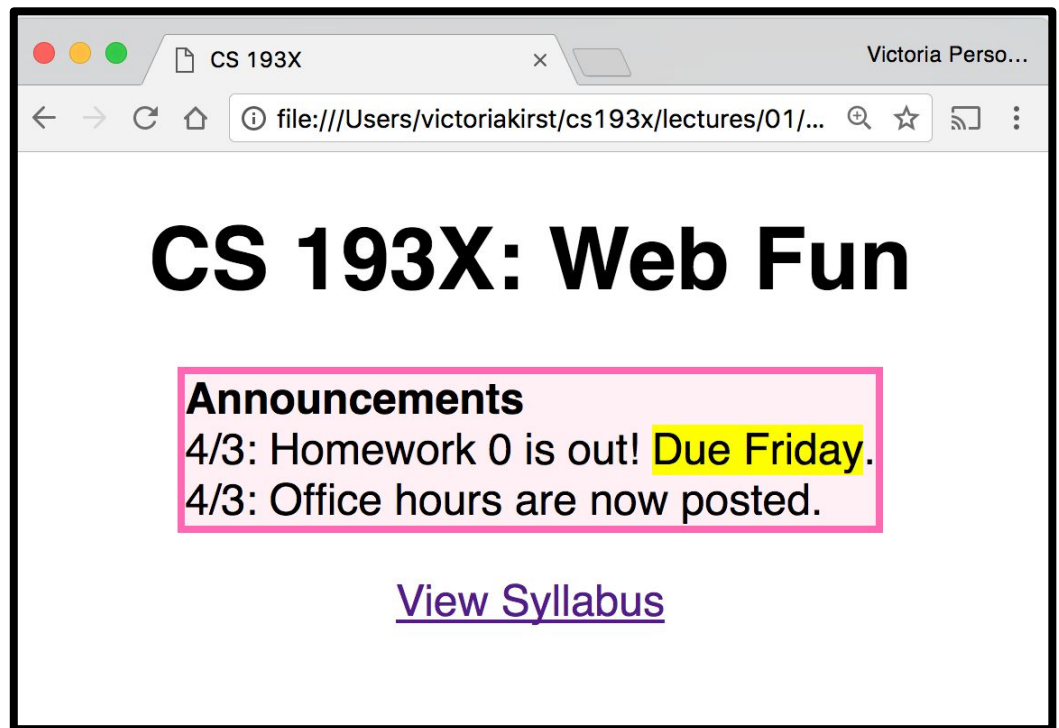 CS 193X
Victoria Perso...
file:///Users/victoriakirst/cs193x/lectures/01/...
CS 193X: Web Fun
Announcements
4/3: Homework 0 is out! Due Friday.
4/3: Office hours are now posted.
View Syllabus